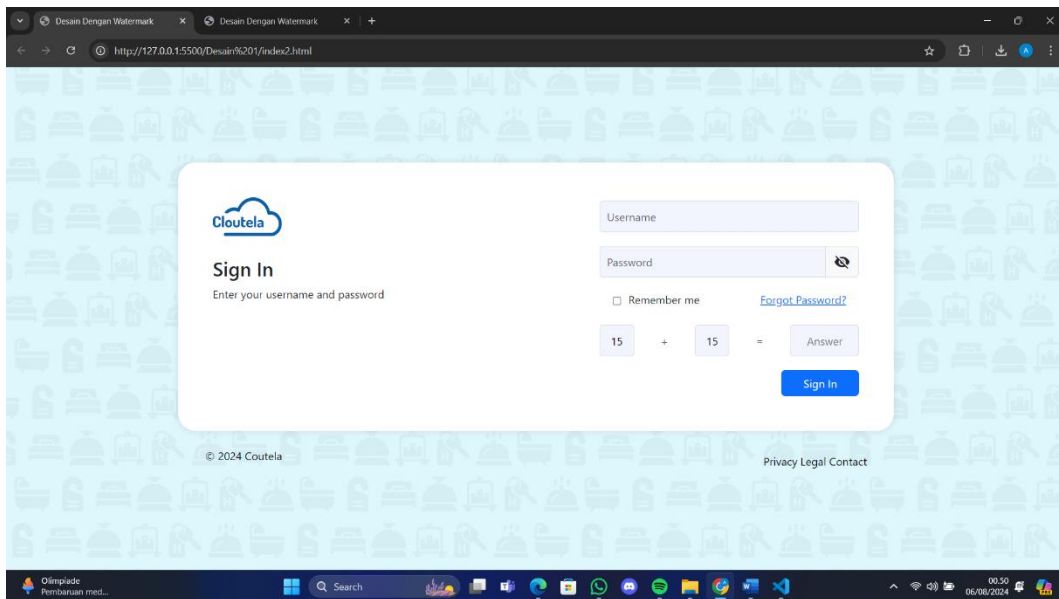 Desain Dengan Watermark
Desain Dengan Watermark
http://127.0.0.1:5500/Desain%201/index2.html
A
Cloutela
Sign In
Enter your username and password
Username
Password
Remember me Forgot Password?
15 + 15 = Answer
Sign In
© 2024 Coutela
Privacy Legal Contact
Olimpiade
Pembaruan med...
Search
00.50
06/08/2024